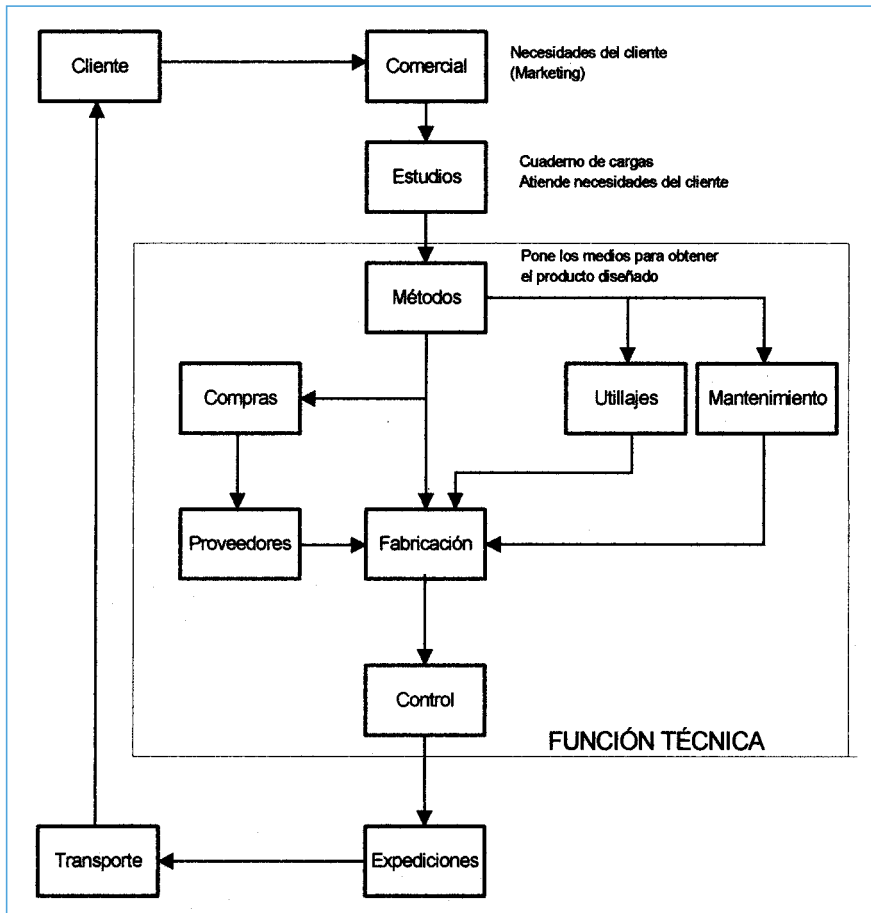 Cliente
Comercial
Necesidades del cliente
(Marketing)
Estudios
Cuaderno de cargas
Atiende necesidades del cliente
Pone los medios para obtener
el producto diseñado
Métodos
Compras
Utillajes
Mantenimiento
Proveedores
Fabricación
Control
FUNCIÓN TÉCNICA
Transporte
Expediciones